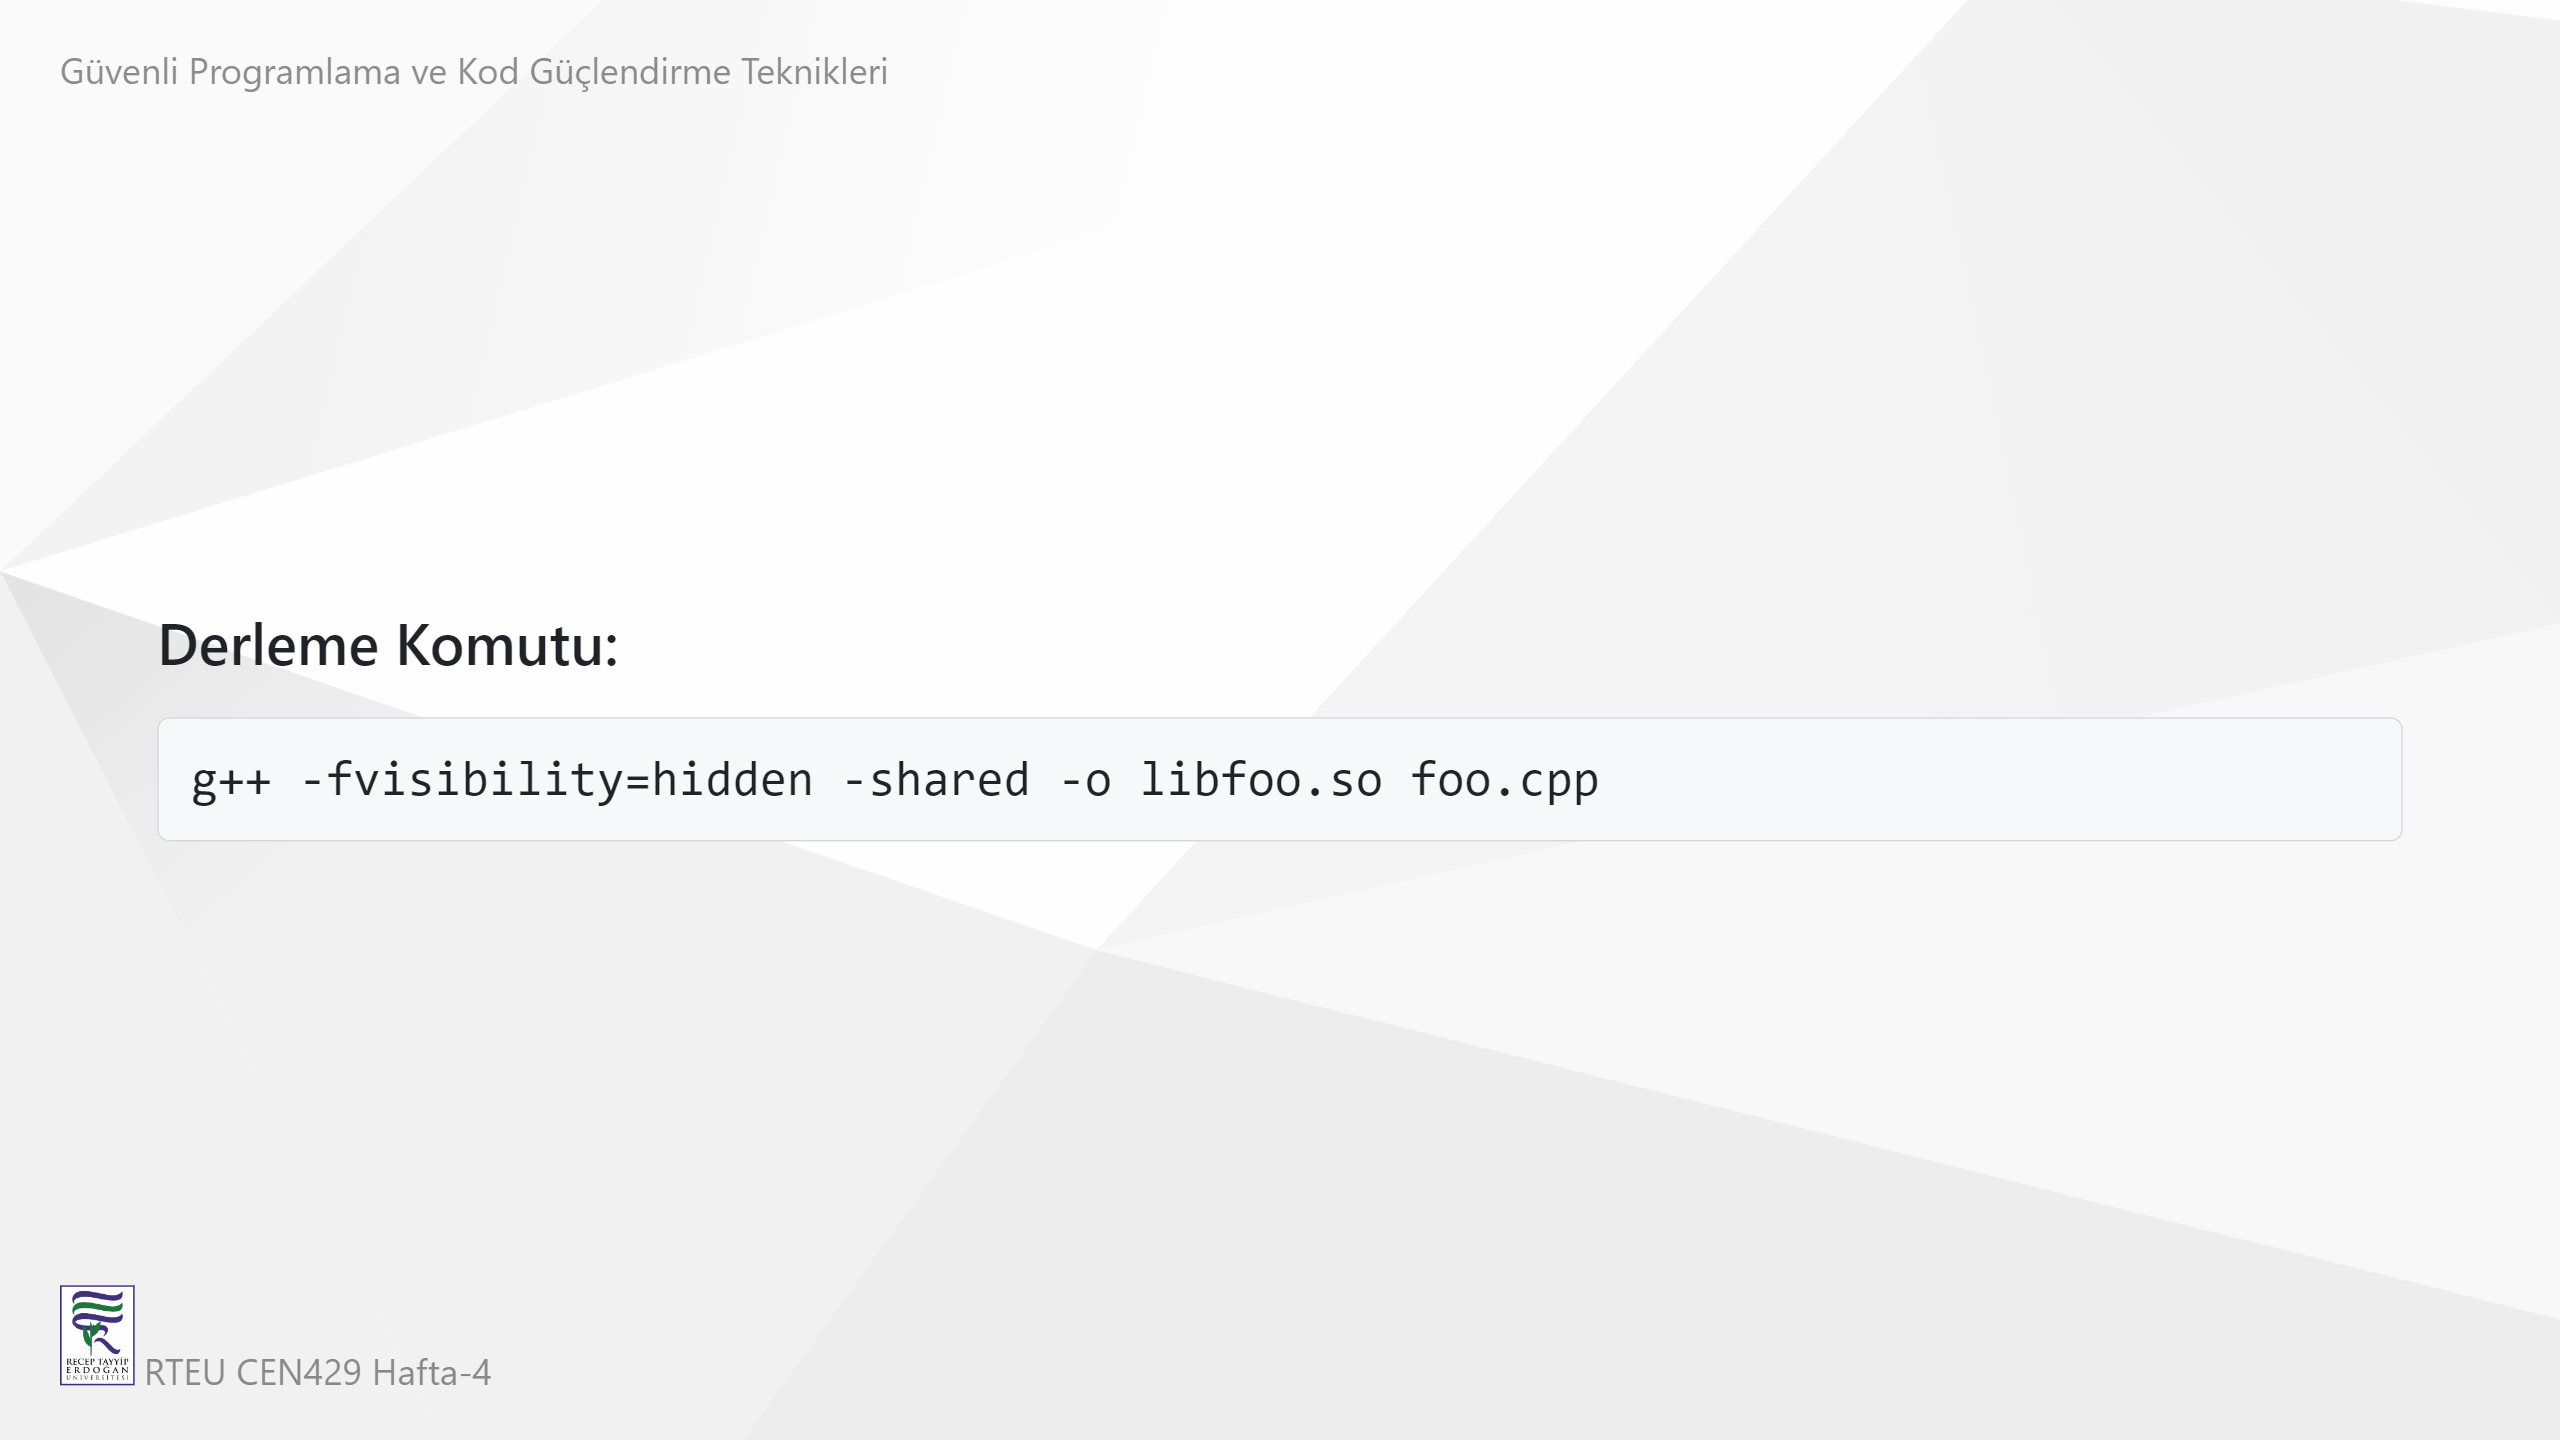 Güvenli Programlama ve Kod Güçlendirme Teknikleri
Derleme Komutu:
g++ -fvisibility=hidden -shared -o libfoo.so foo.cpp
RECEP TAYYİP
ERDOĞAN
ÜNİVERSİTESİ
RTEU CEN429 Hafta-4